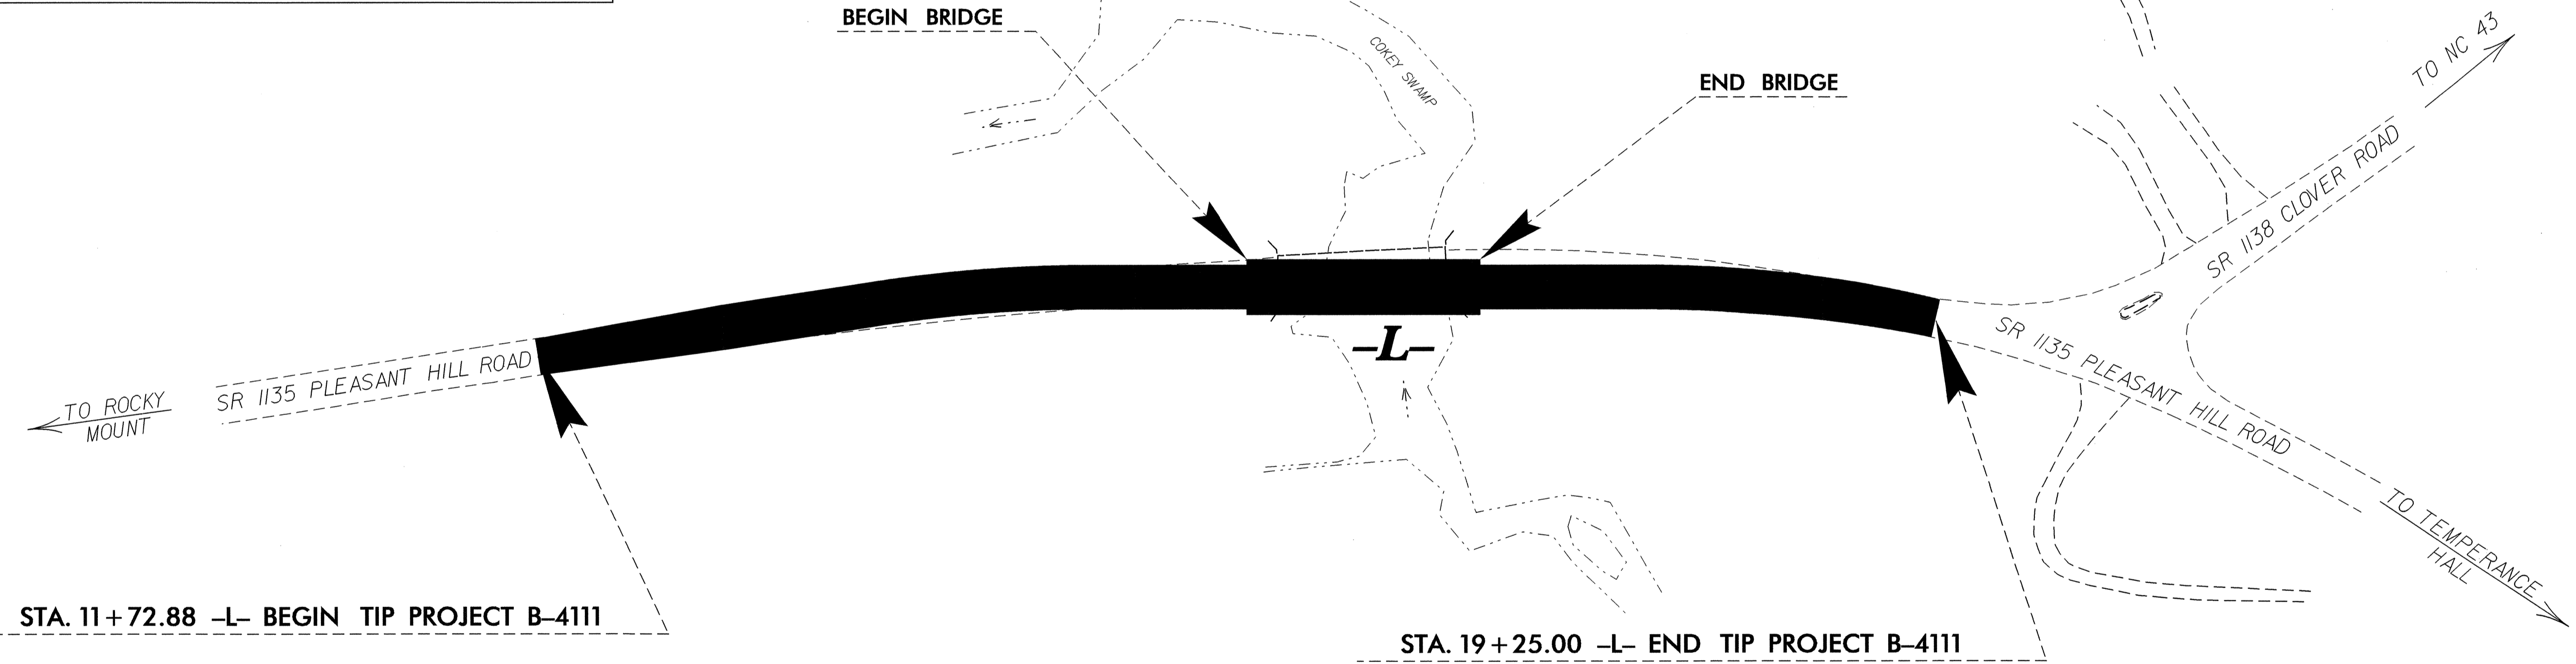 BEGIN BRIDGE
COKEY SWAMP
END BRIDGE
TO NC 43
SR 1138 CLOVER ROAD
TO ROCKY
MOUNT
SR 1135 PLEASANT HILL ROAD
–L–
SR 1135 PLEASANT HILL ROAD
TO TEMPERANCE
HALL
STA. 11+72.88 –L– BEGIN TIP PROJECT B–4111
STA. 19+25.00 –L– END TIP PROJECT B–4111